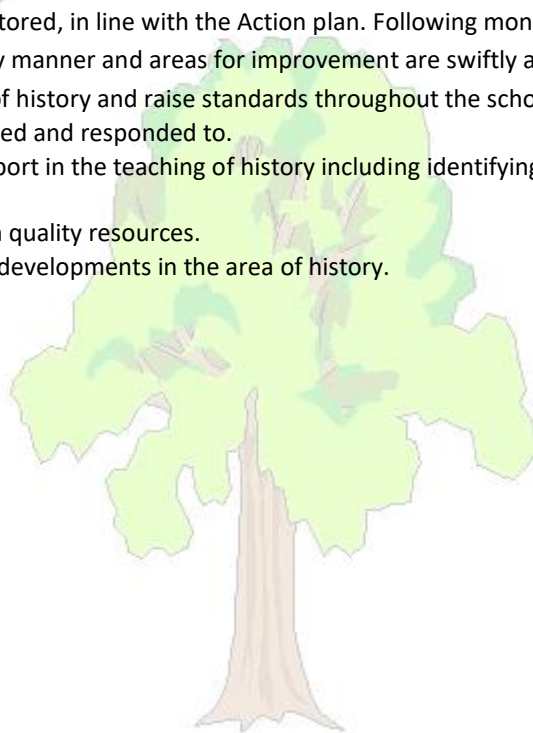 tored, in line with the Action plan. Following mon
y manner and areas for improvement are swiftly a
of history and raise standards throughout the scho
ed and responded to.
port in the teaching of history including identifying
quality resources.
developments in the area of history.